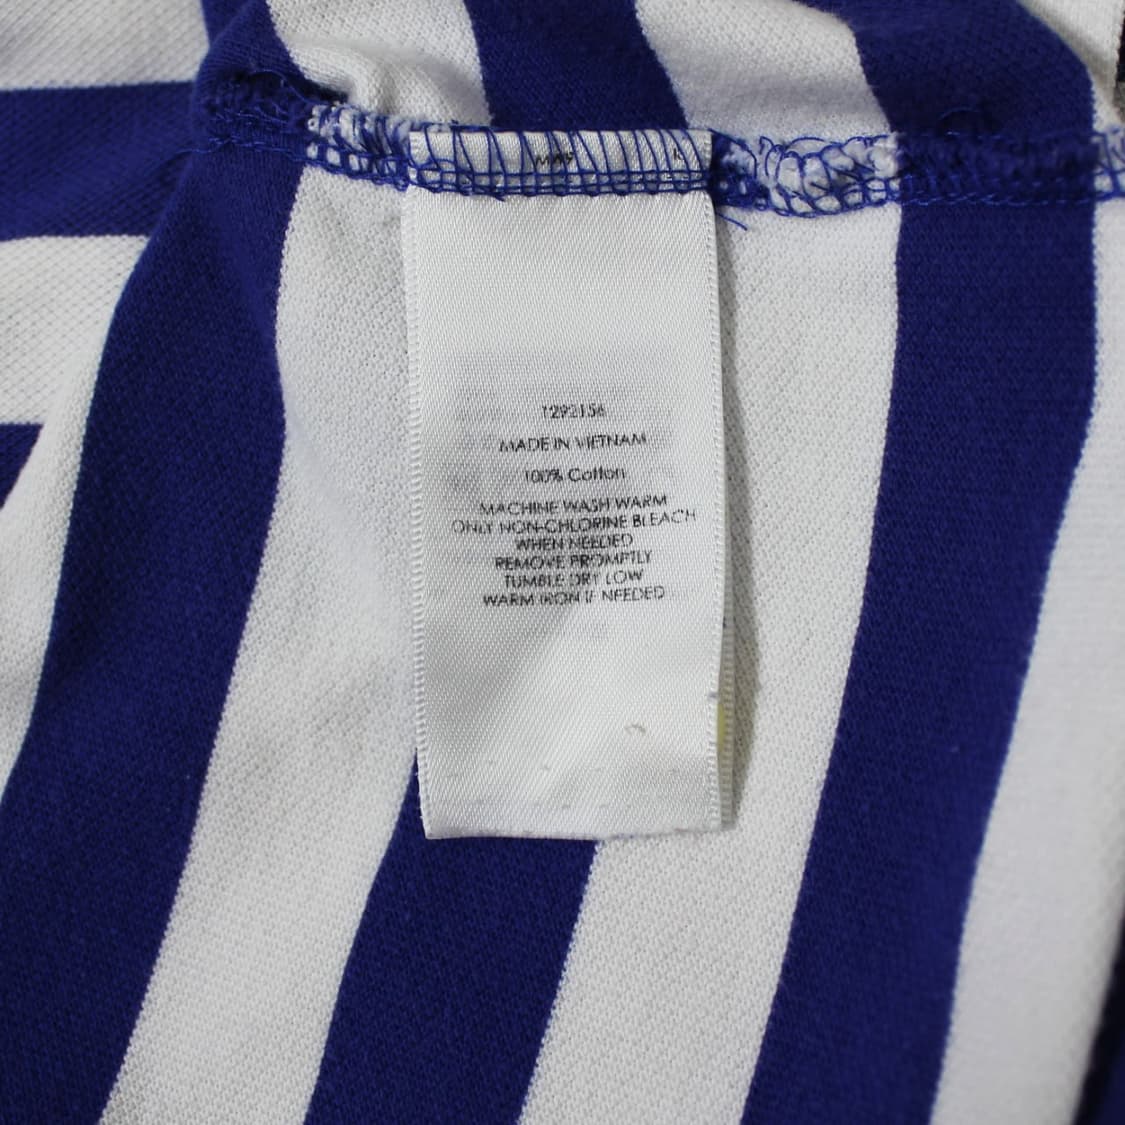 1292156
MADE IN VIETNAM
100% Cotton
MACHINE WASH WARM
ONLY NON-CHLORINE BLEACH
WHEN NEEDED
REMOVE PROMPTLY
TUMBLE DRY LOW
WARM IRON IF NEEDED